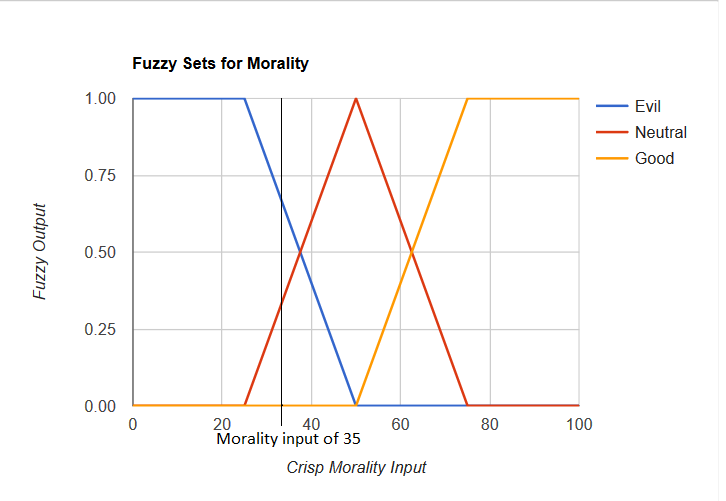 Fuzzy Sets for Morality
1.00
0.75
0.50
0.25
0.00
Fuzzy Output
Evil
Neutral
Good
0 20 40 60 80 100
Morality input of 35
Crisp Morality Input